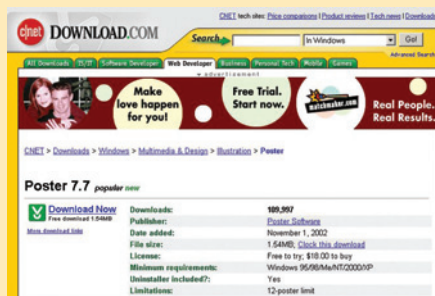 CNET tech sites: Price comparisons | Product reviews | Tech news | Downloads
c|net DOWNLOAD.COM
Search in Windows Go!
Advanced Search
All Downloads IS/IT Software Developer Web Developer Business Personal Tech Mobile Games
advertisement
Make love happen for you!
Free Trial. Start now.
matchmaker.com
Real People.
Real Results.
CNET > Downloads > Windows > Multimedia & Design > Illustration > Poster
Poster 7.7 popular new
Download Now
Free download 1.54MB
More download links
Downloads: 109,997
Publisher: Poster Software
Date added: November 1, 2002
File size: 1.54MB; Clock this download
License: Free to try; $18.00 to buy
Minimum requirements: Windows 95/98/Me/NT/2000/XP
Uninstaller included?: Yes
Limitations: 12-poster limit